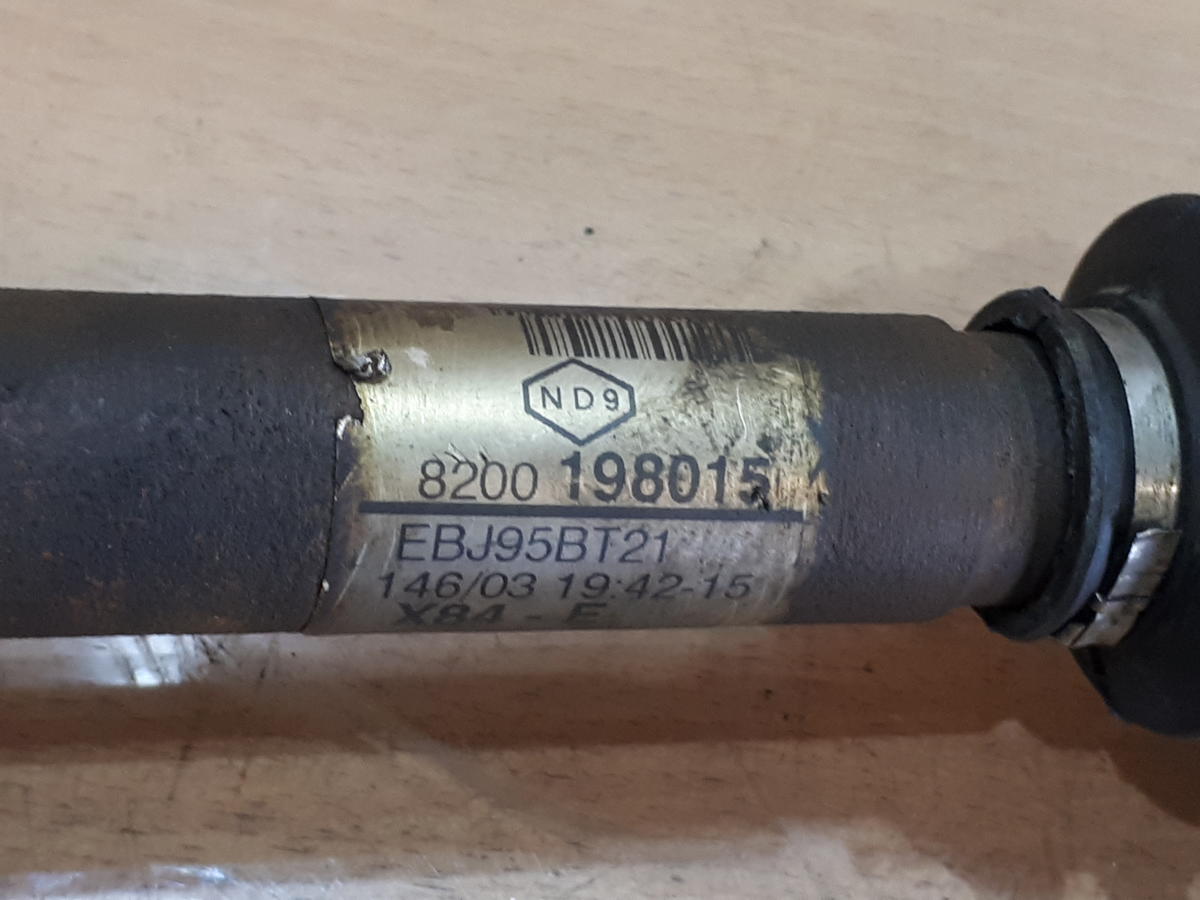 ND9
8200 198015
EBJ95BT21
146/03 19:42-15
X84 - E